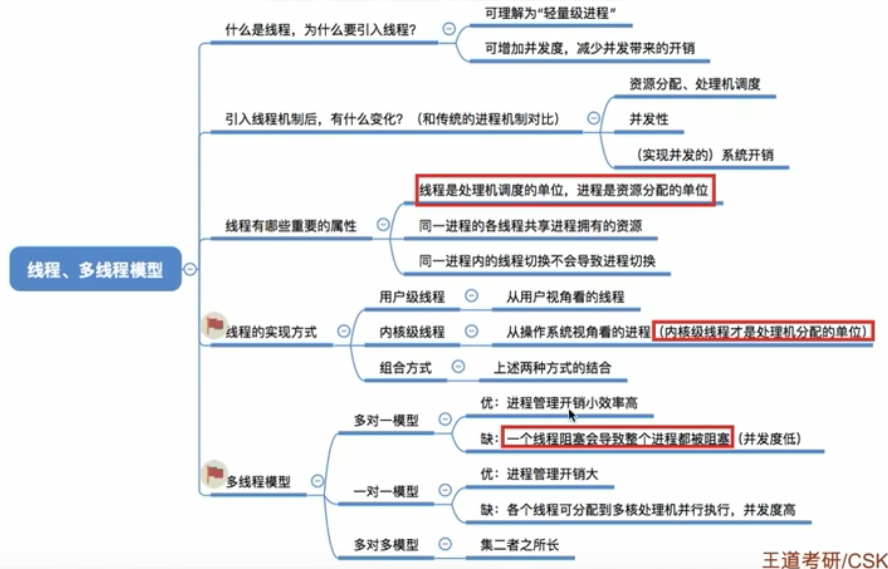 什么是线程，为什么要引入线程？
可理解为“轻量级进程”
可增加并发度，减少并发带来的开销
引入线程机制后，有什么变化？（和传统的进程机制对比）
资源分配、处理机调度
并发性
（实现并发的）系统开销
线程、多线程模型
线程有哪些重要的属性
线程是处理机调度的单位，进程是资源分配的单位
同一进程的各线程共享进程拥有的资源
同一进程内的线程切换不会导致进程切换
线程的实现方式
用户级线程
从用户视角看的线程
内核级线程
从操作系统视角看的进程（内核级线程才是处理机分配的单位）
组合方式
上述两种方式的结合
多线程模型
多对一模型
优：进程管理开销小效率高
缺：一个线程阻塞会导致整个进程都被阻塞（并发度低）
一对一模型
优：进程管理开销大
缺：各个线程可分配到多核处理机并行执行，并发度高
多对多模型
集二者之所长
王道考研/CSK